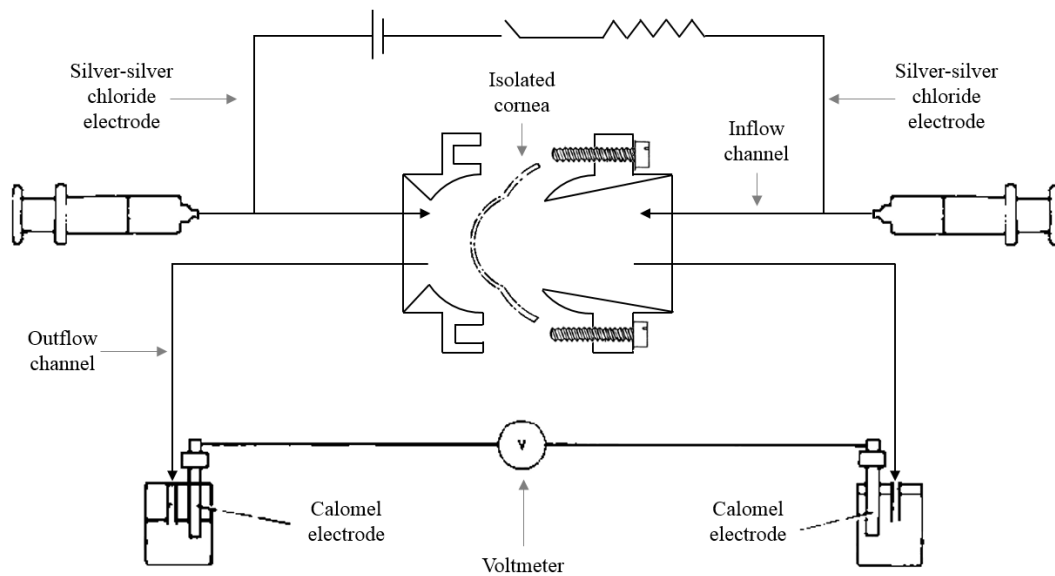 Silver-silver
chloride
electrode
Isolated
cornea
Silver-silver
chloride
electrode
Inflow
channel
Outflow
channel
V
Calomel
electrode
Calomel
electrode
Voltmeter